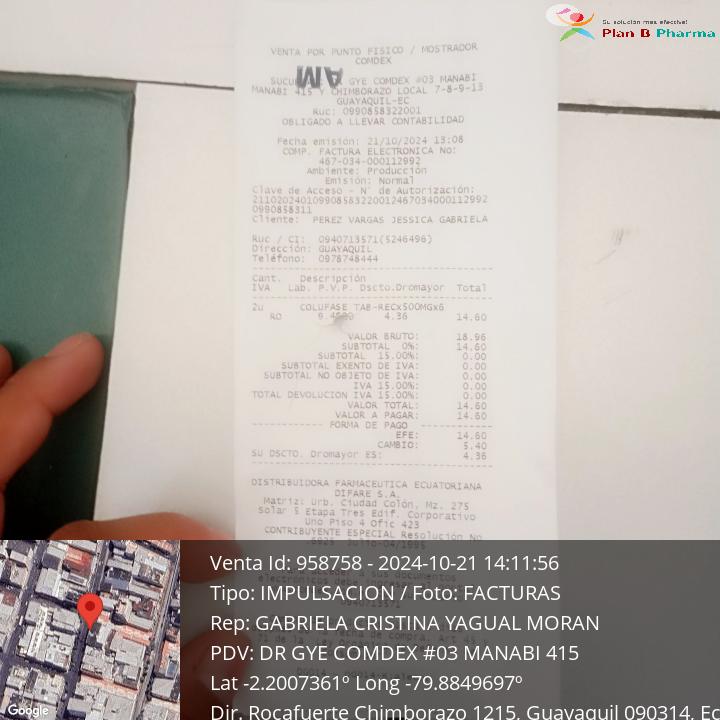 Su solución más efectiva!
Plan B Pharma
VENTA POR PUNTO FISICO / MOSTRADOR
COMDEX
GYE COMDEX #03 MANABI
MANABI 415 Y CHIMBORAZO LOCAL 7-8-9-13
GUAYAQUIL-EC
Ruc: 0990858322001
OBLIGADO A LLEVAR CONTABILIDAD
Fecha emisión: 21/10/2024 13:08
COMP. FACTURA ELECTRONICA No:
467-034-000112992
Ambiente: Producción
Emisión: Normal
Clave de Acceso - N° de Autorización:
2110202401099085832200124670340001 12992
0990858311
Cliente: PEREZ VARGAS JESSICA GABRIELA
Ruc / CI: 0940713571(5246496)
Dirección: GUAYAQUIL
Teléfono: 0978748444
Cant. Descripción
IVA Lab. P.V.P. Dscto.Dromayor Total
2u COLUFASE TAB-RECx500MGx6
RO 4.36 14.60
VALOR BRUTO: 18.96
SUBTOTAL 0%: 14.60
SUBTOTAL 15.00%: 0.00
SUBTOTAL EXENTO DE IVA: 0.00
SUBTOTAL NO OBJETO DE IVA: 0.00
IVA 15.00%: 0.00
TOTAL DEVOLUCION IVA 15.00%: 0.00
VALOR TOTAL: 14.60
VALOR A PAGAR: 14.60
FORMA DE PAGO
EFE: 14.60
CAMBIO: 5.40
SU DSCTO. Dromayor ES: 4.36
DISTRIBUIDORA FARMACEUTICA ECUATORIANA
DIFARE S.A.
Matriz: Urb. Ciudad Colón, Mz. 275
Solar 5 Etapa Tres Edif. Corporativo
Uno Piso 4 Ofic 423
CONTRIBUYENTE ESPECIAL Resolución No
Venta Id: 958758 - 2024-10-21 14:11:56
Tipo: IMPULSACION / Foto: FACTURAS
Rep: GABRIELA CRISTINA YAGUAL MORAN
PDV: DR GYE COMDEX #03 MANABI 415
Lat -2.2007361º Long -79.8849697º
Dir. Rocafuerte Chimborazo 1215, Guayaquil 090314, Ec
Google